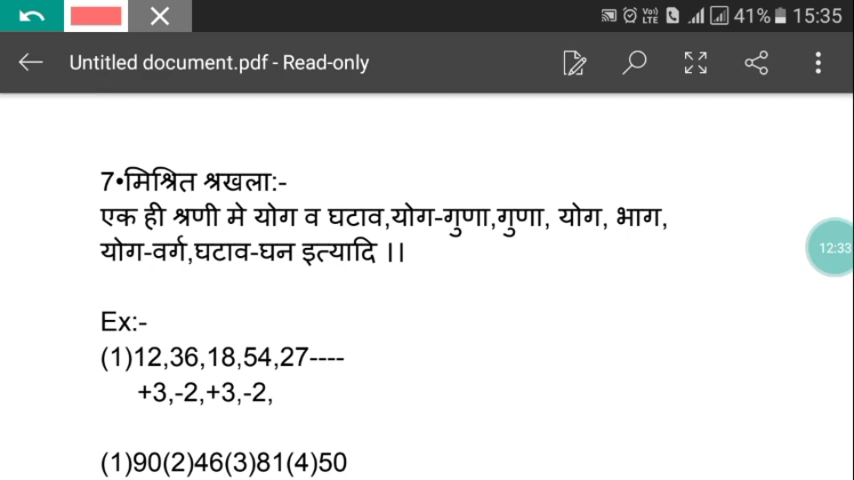 Voo) LTE 41% 15:35
Untitled document.pdf - Read-only
7•मिश्रित श्रखला:-
एक ही श्रणी मे योग व घटाव,योग-गुणा,गुणा, योग, भाग,
योग-वर्ग,घटाव-घन इत्यादि ।।
12:33
Ex:-
(1)12,36,18,54,27----
+3,-2,+3,-2,
(1)90(2)46(3)81(4)50